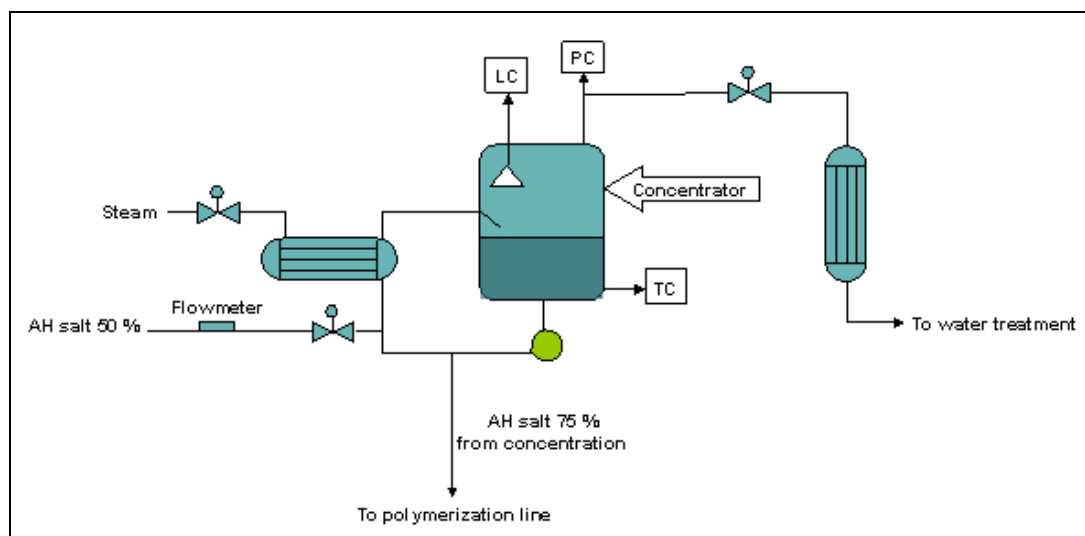 LC
PC
Concentrator
Steam
TC
Flowmeter
AH salt 50 %
To water treatment
AH salt 75 %
from concentration
To polymerization line